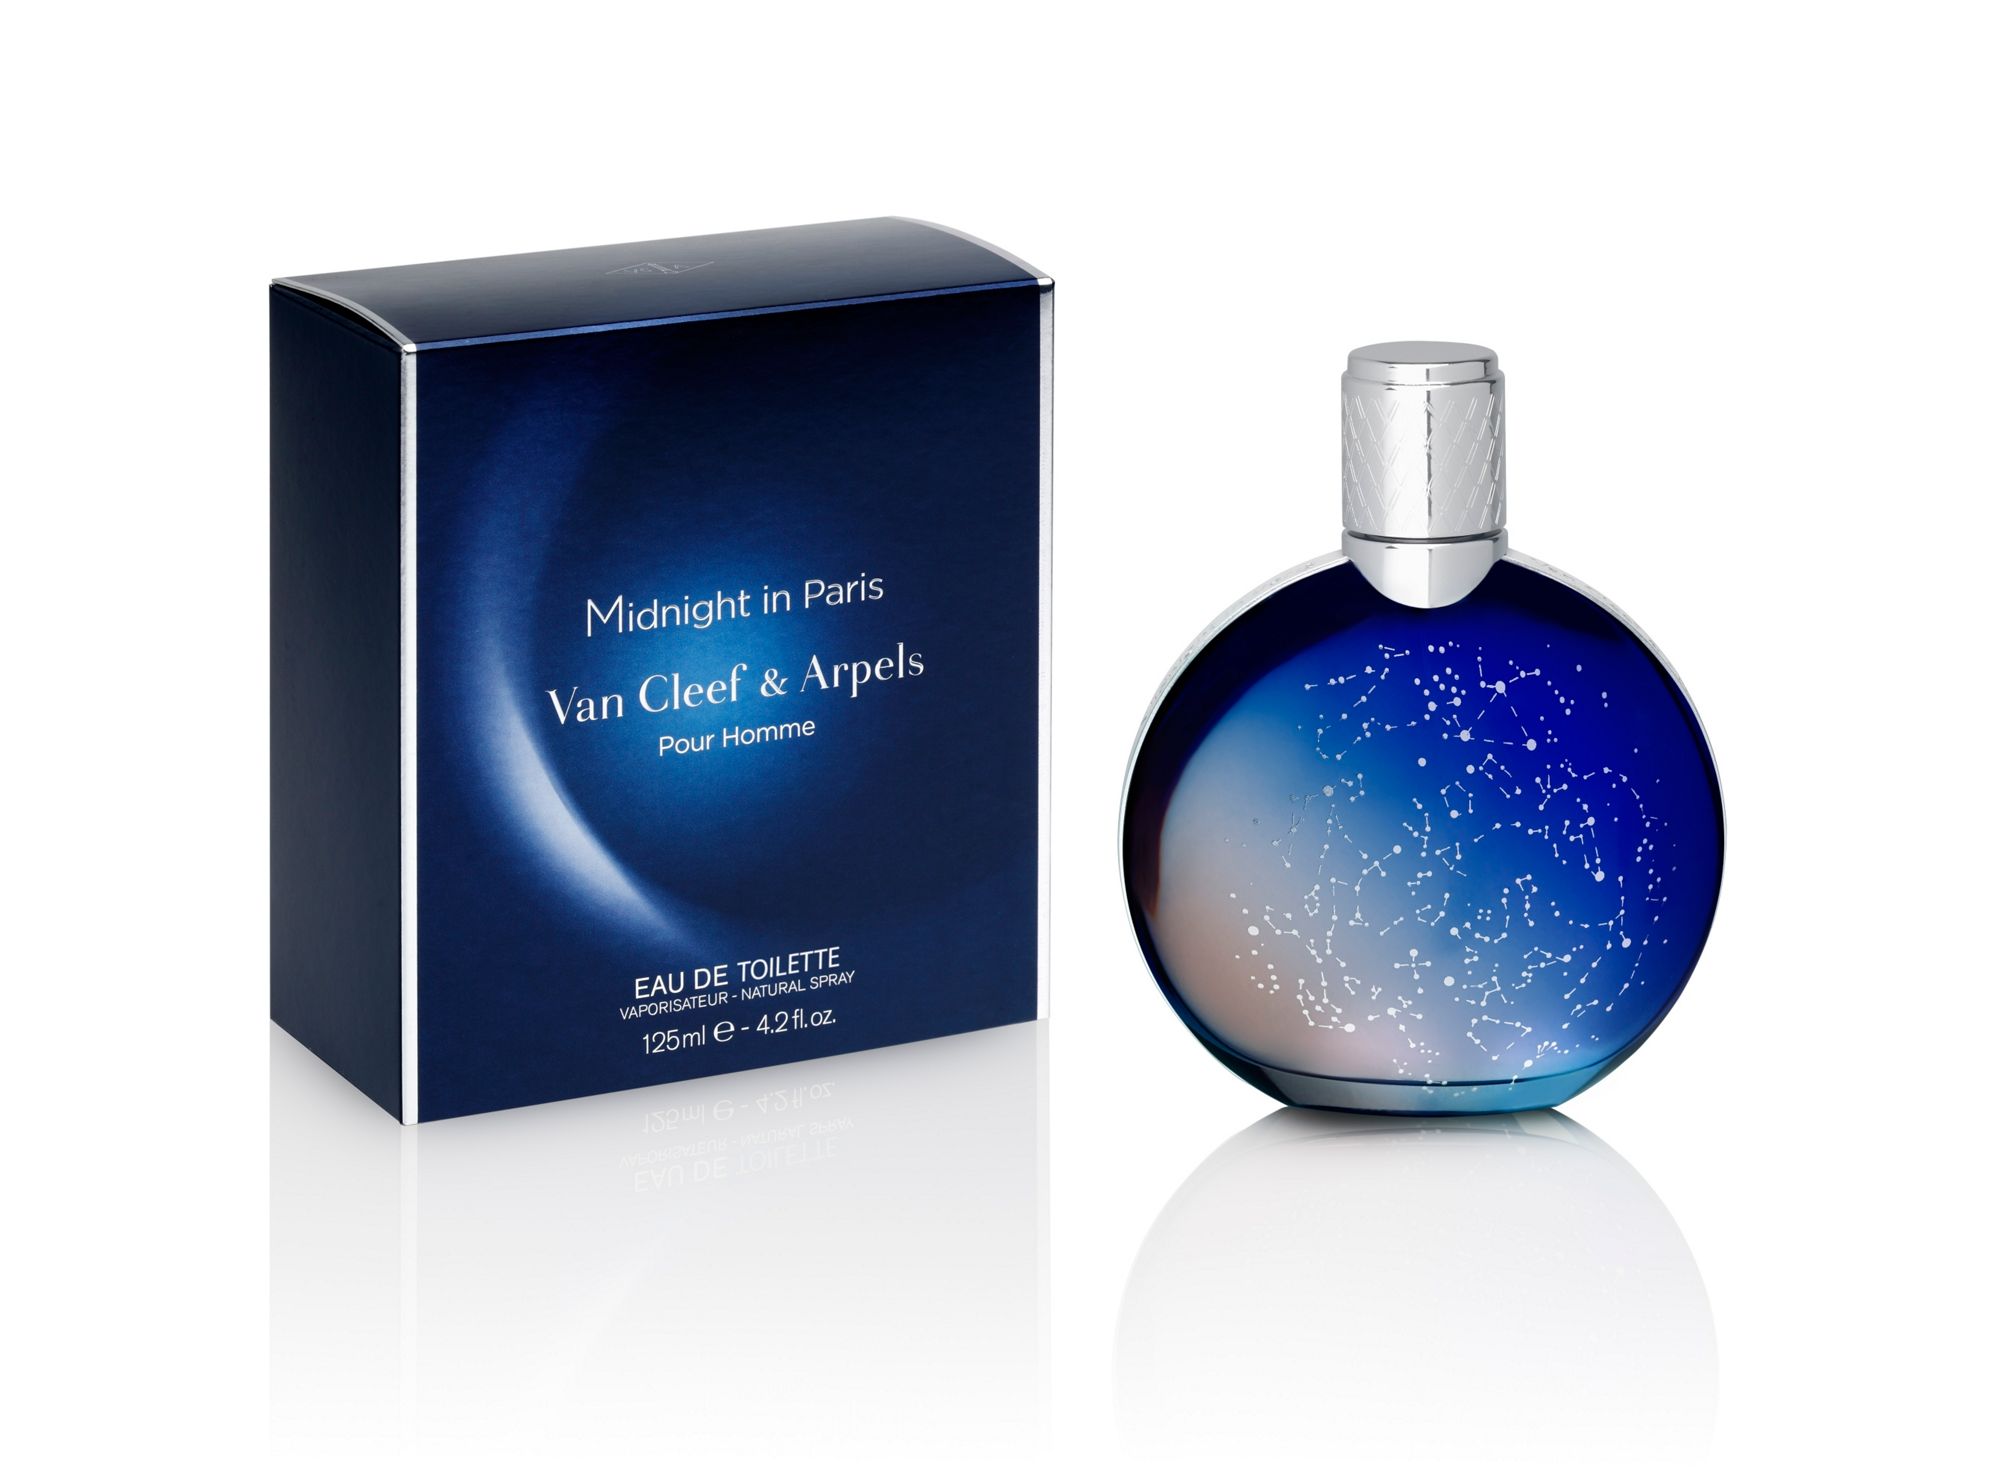 Midnight in Paris
Van Cleef & Arpels
Pour Homme
EAU DE TOILETTE
VAPORISATEUR - NATURAL SPRAY
125ml ℮ - 4.2 fl. oz.